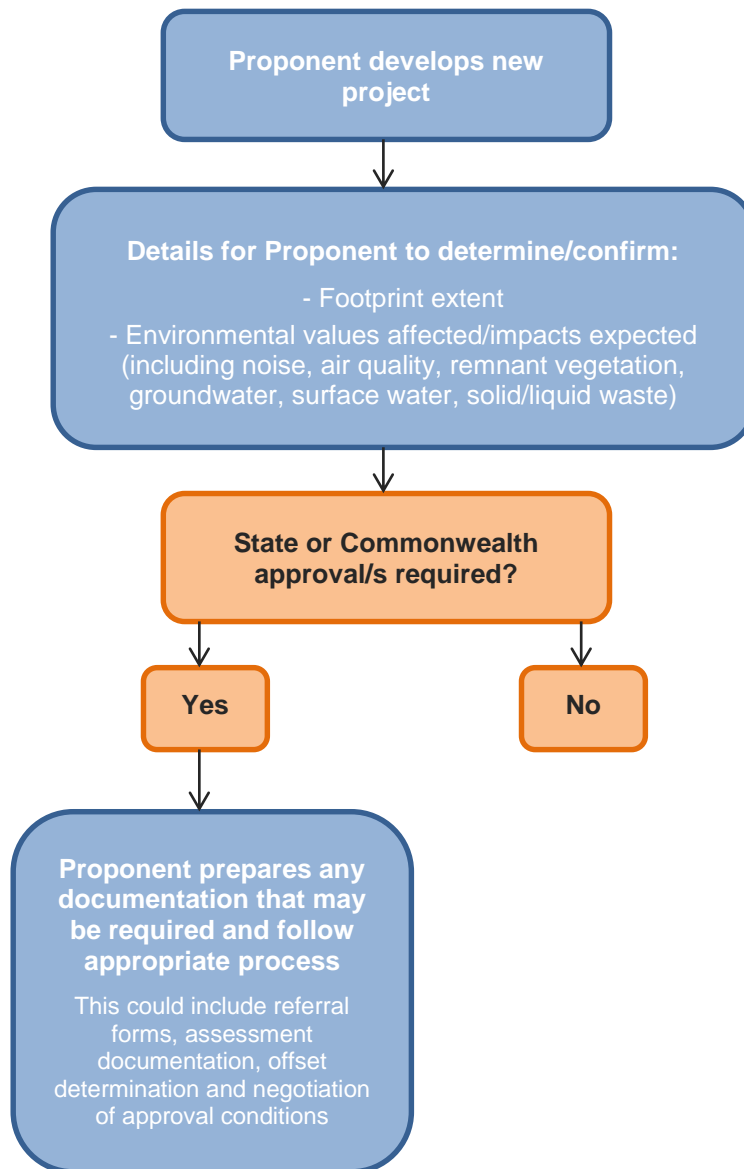 Proponent develops new
project
Details for Proponent to determine/confirm:
- Footprint extent
- Environmental values affected/impacts expected
(including noise, air quality, remnant vegetation,
groundwater, surface water, solid/liquid waste)
State or Commonwealth
approval/s required?
Yes
No
Proponent prepares any
documentation that may
be required and follow
appropriate process
This could include referral
forms, assessment
documentation, offset
determination and negotiation
of approval conditions